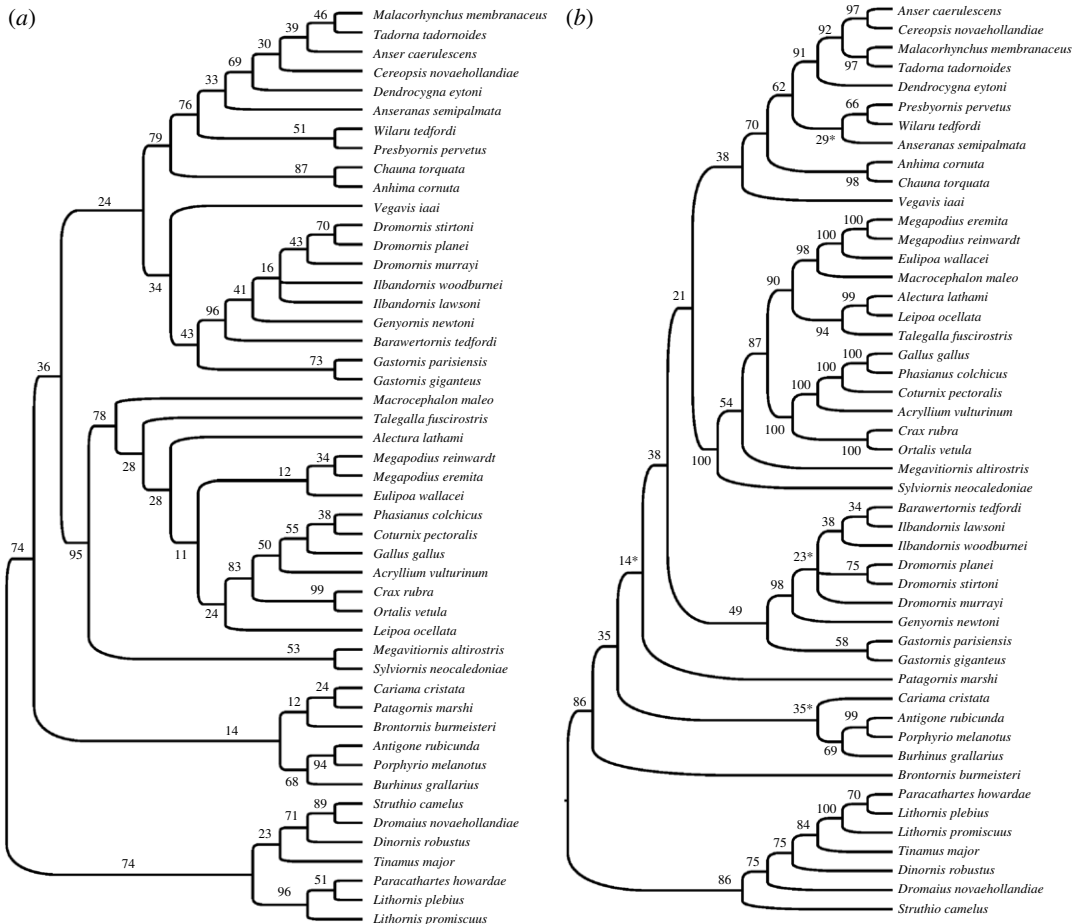 (a)
46
Malacorhynchus membranaceus
39
Tadorna tadornoides
30
Anser caerulescens
69
Cereopsis novaehollandiae
33
Dendrocygna eytoni
76
Anseranas semipalmata
51
Wilaru tedfordi
79
Presbyornis pervetus
87
Chauna torquata
Anhima cornuta
24
Vegavis iaai
70
Dromornis stirtoni
43
Dromornis planei
16
Dromornis murrayi
34
Ilbandornis woodburnei
41
Ilbandornis lawsoni
96
Genyornis newtoni
43
Barawertornis tedfordi
73
Gastornis parisiensis
36
Gastornis giganteus
Macrocephalon maleo
78
Talegalla fuscirostris
28
Alectura lathami
34
Megapodius reinwardt
12
28
Megapodius eremita
Eulipoa wallacei
38
Phasianus colchicus
55
Coturnix pectoralis
50
74
95
11
Gallus gallus
83
Acryllium vulturinum
99
Crax rubra
24
Ortalis vetula
Leipoa ocellata
53
Megavitiornis altirostris
Sylviornis neocaledoniae
24
Cariama cristata
12
Patagornis marshi
14
Brontornis burmeisteri
Antigone rubicunda
94
Porphyrio melanotus
68
Burhinus grallarius
89
Struthio camelus
71
Dromaius novaehollandiae
23
Dinornis robustus
74
Tinamus major
51
Paracathartes howardae
96
Lithornis plebius
Lithornis promiscuus
(b)
97
Anser caerulescens
92
Cereopsis novaehollandiae
91
Malacorhynchus membranaceus
97
Tadorna tadornoides
62
Dendrocygna eytoni
66
Presbyornis pervetus
70
Wilaru tedfordi
29*
Anseranas semipalmata
38
Anhima cornuta
98
Chauna torquata
Vegavis iaai
100
Megapodius eremita
100
Megapodius reinwardt
98
Eulipoa wallacei
90
Macrocephalon maleo
21
99
Alectura lathami
Leipoa ocellata
94
Talegalla fuscirostris
87
100
Gallus gallus
Phasianus colchicus
100
Coturnix pectoralis
100
54
Acryllium vulturinum
100
Crax rubra
100
Ortalis vetula
38
100
Megavitiornis altirostris
Sylviornis neocaledoniae
34
Barawertornis tedfordi
38
Ilbandornis lawsoni
23*
Ilbandornis woodburnei
14*
75
Dromornis planei
98
Dromornis stirtoni
49
Dromornis murrayi
Genyornis newtoni
35
58
Gastornis parisiensis
Gastornis giganteus
Patagornis marshi
86
Cariama cristata
35*
99
Antigone rubicunda
Porphyrio melanotus
69
Burhinus grallarius
Brontornis burmeisteri
70
Paracathartes howardae
100
Lithornis plebius
84
Lithornis promiscuus
75
Tinamus major
75
Dinornis robustus
86
Dromaius novaehollandiae
Struthio camelus